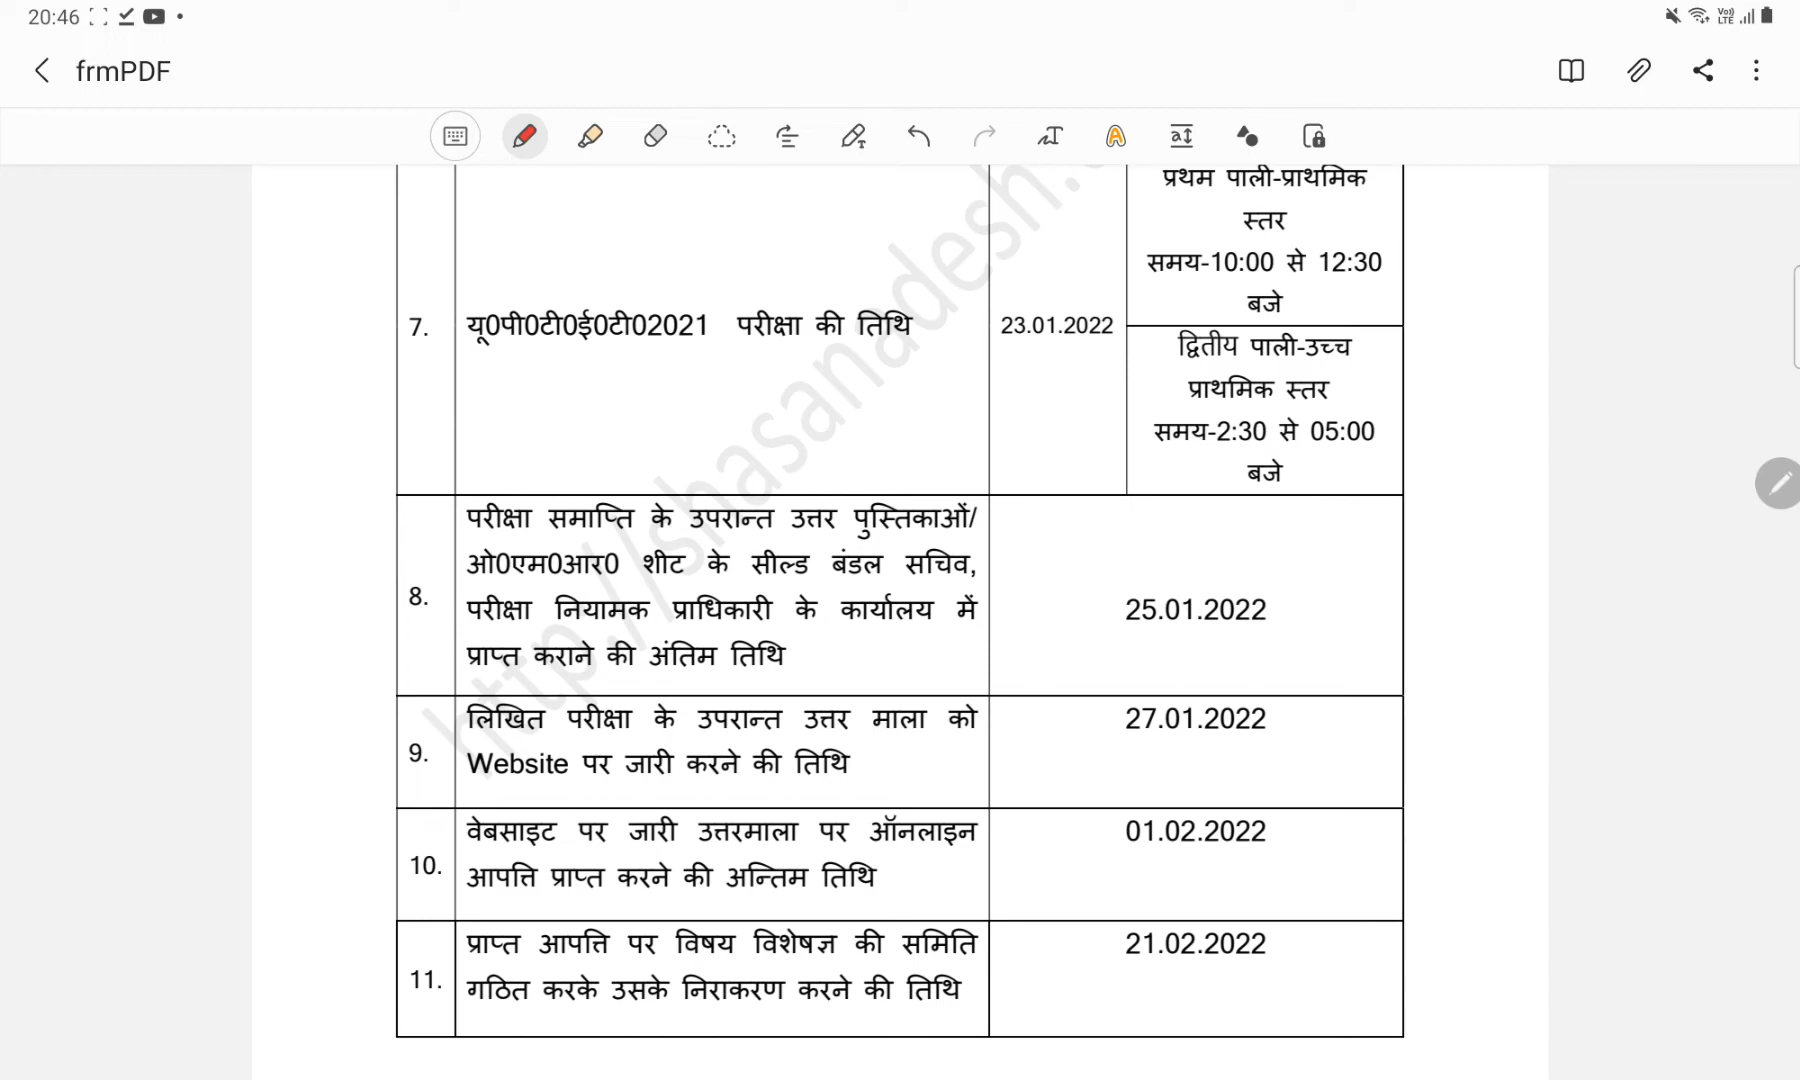 20:46
frmPDF
प्रथम पाली-प्राथमिक
स्तर
समय-10:00 से 12:30
बजे
7. यू0पी0टी0ई0टी02021 परीक्षा की तिथि 23.01.2022
द्वितीय पाली-उच्च
प्राथमिक स्तर
समय-2:30 से 05:00
बजे
8.
परीक्षा समाप्ति के उपरान्त उत्तर पुस्तिकाओं/
ओ0एम0आर0 शीट के सील्ड बंडल सचिव,
परीक्षा नियामक प्राधिकारी के कार्यालय में
प्राप्त कराने की अंतिम तिथि
25.01.2022
9.
लिखित परीक्षा के उपरान्त उत्तर माला को
Website पर जारी करने की तिथि
27.01.2022
10.
वेबसाइट पर जारी उत्तरमाला पर ऑनलाइन
आपत्ति प्राप्त करने की अन्तिम तिथि
01.02.2022
11.
प्राप्त आपत्ति पर विषय विशेषज्ञ की समिति
गठित करके उसके निराकरण करने की तिथि
21.02.2022
http://shasanadesh.